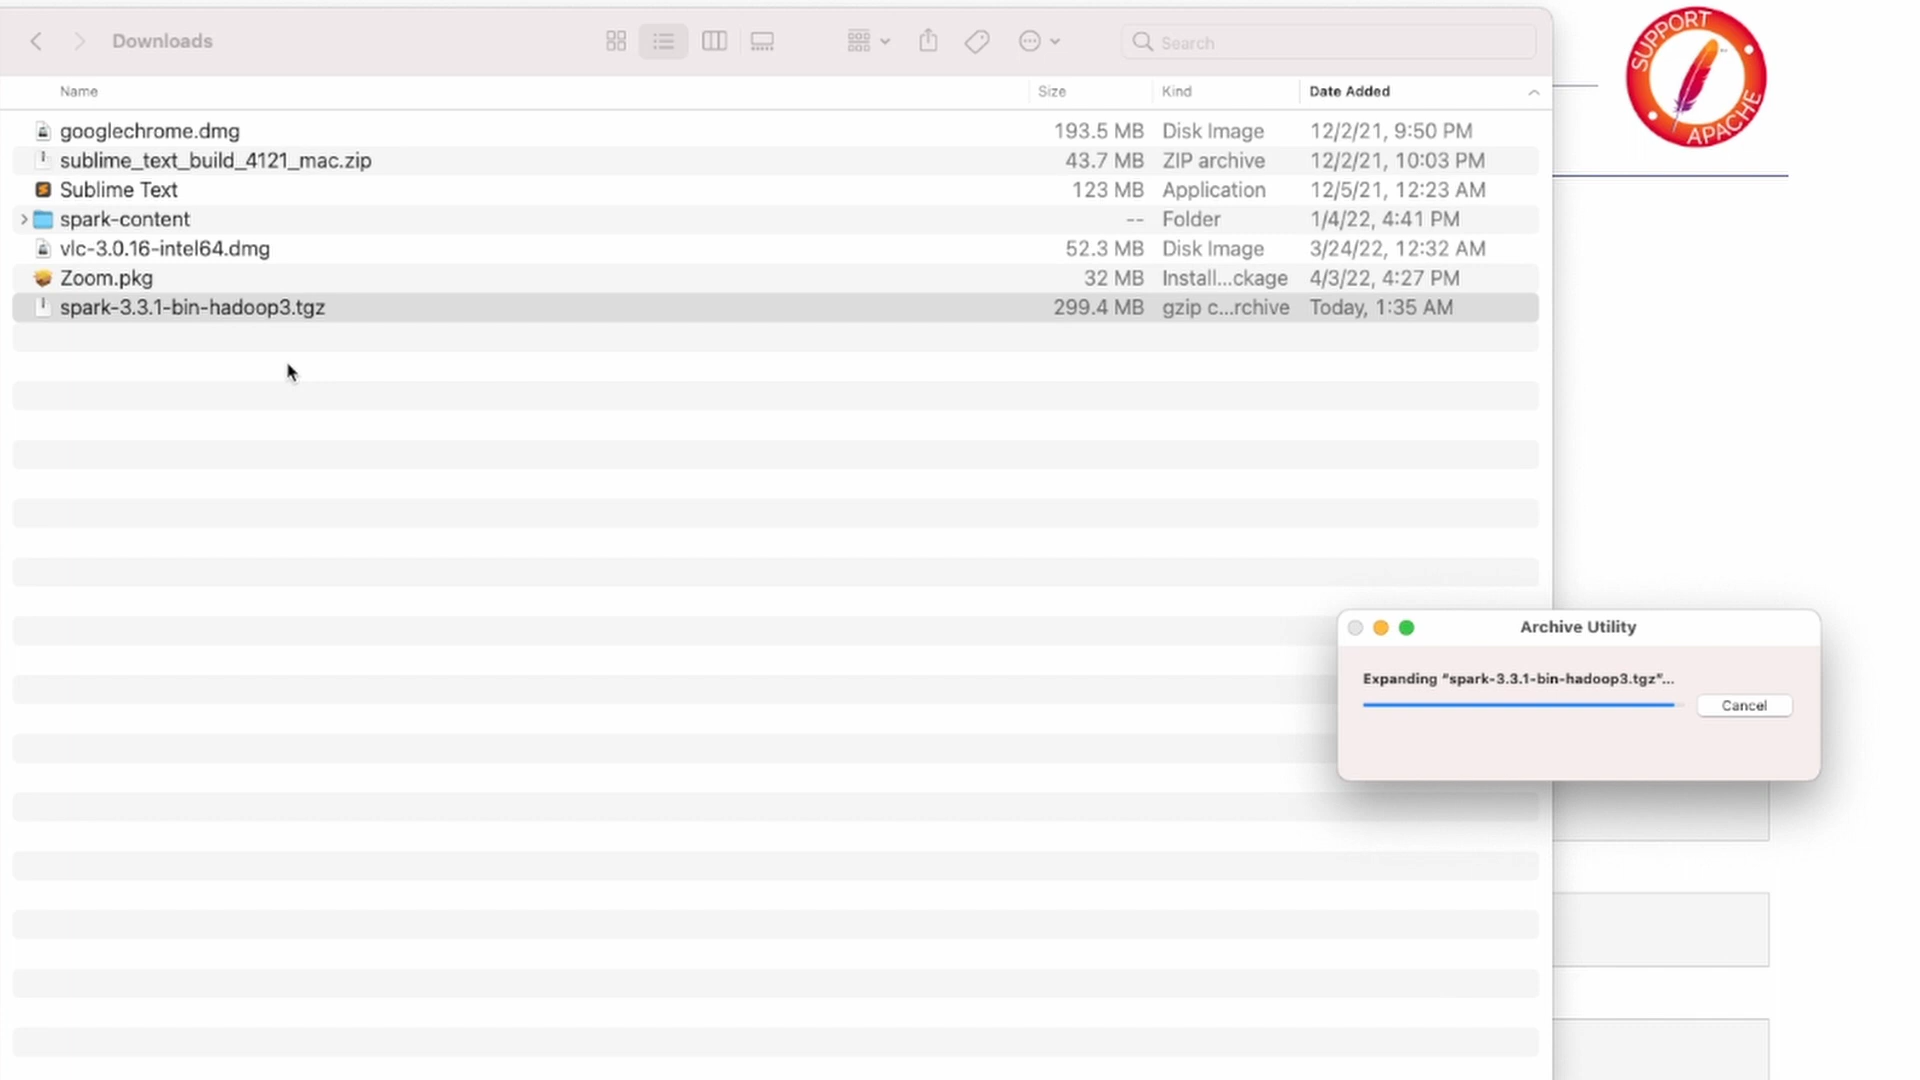 Downloads
Search
SUPPORT
APACHE
Name Size Kind Date Added
googlechrome.dmg 193.5 MB Disk Image 12/2/21, 9:50 PM
sublime_text_build_4121_mac.zip 43.7 MB ZIP archive 12/2/21, 10:03 PM
Sublime Text 123 MB Application 12/5/21, 12:23 AM
spark-content -- Folder 1/4/22, 4:41 PM
vlc-3.0.16-intel64.dmg 52.3 MB Disk Image 3/24/22, 12:32 AM
Zoom.pkg 32 MB Install...ckage 4/3/22, 4:27 PM
spark-3.3.1-bin-hadoop3.tgz 299.4 MB gzip c...rchive Today, 1:35 AM
Archive Utility
Expanding “spark-3.3.1-bin-hadoop3.tgz”...
Cancel